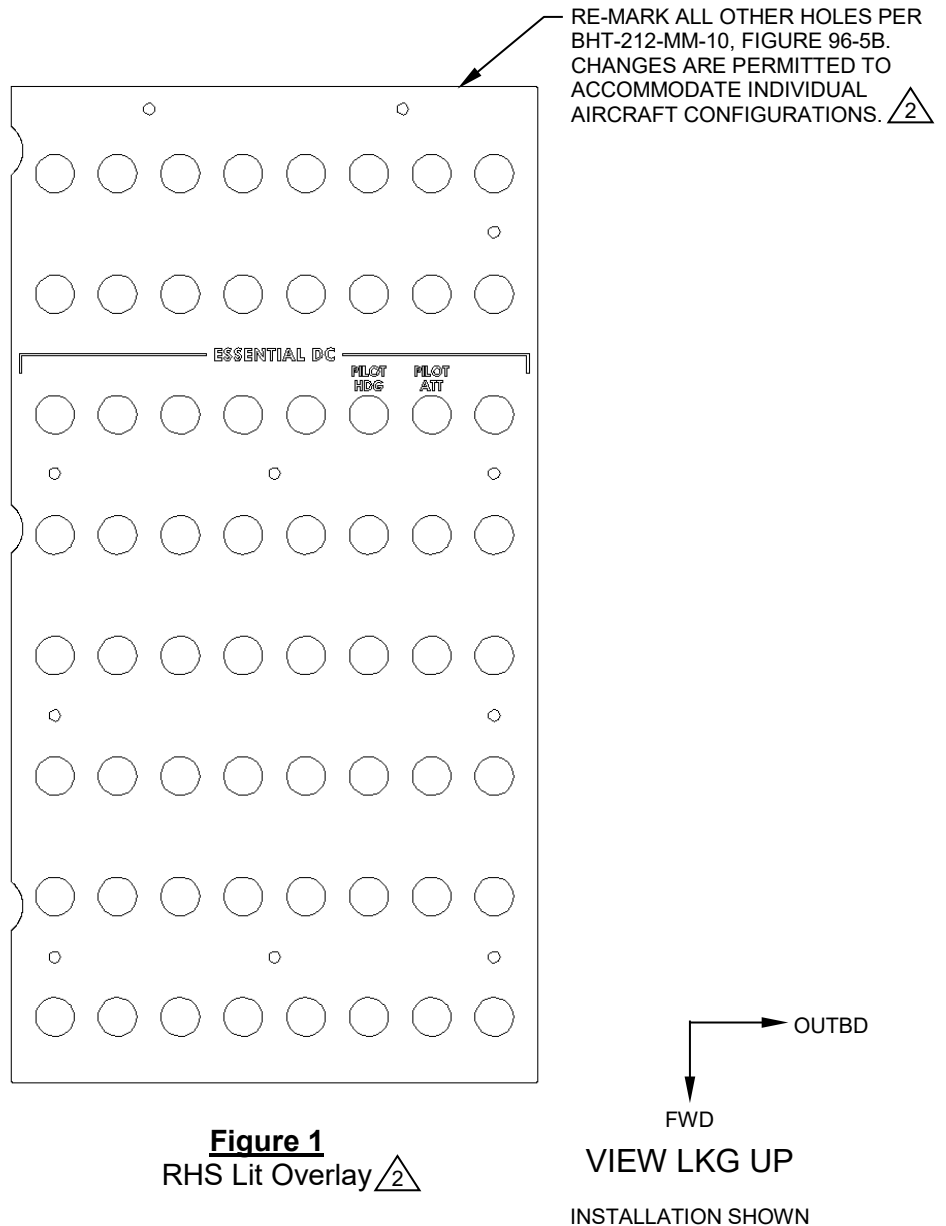 RE-MARK ALL OTHER HOLES PER
BHT-212-MM-10, FIGURE 96-5B.
CHANGES ARE PERMITTED TO
ACCOMMODATE INDIVIDUAL
AIRCRAFT CONFIGURATIONS. 2
ESSENTIAL DC
PILOT HDG
PILOT ATT
OUTBD
FWD
VIEW LKG UP
INSTALLATION SHOWN
Figure 1
RHS Lit Overlay 2